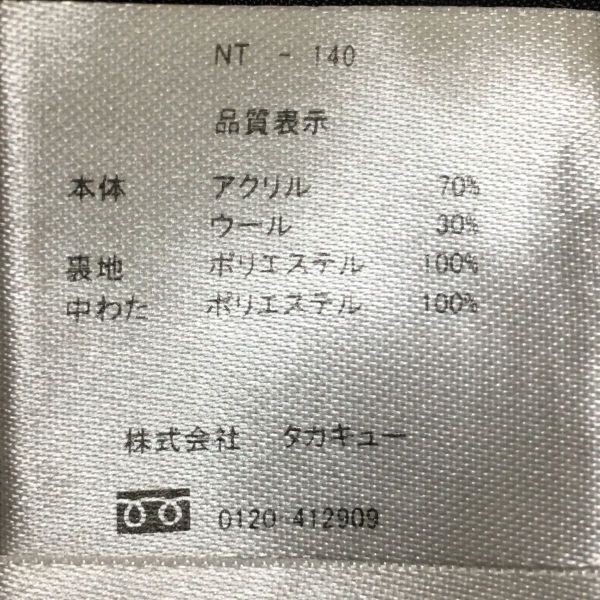 NT - 140
品質表示
本体 アクリル 70%
ウール 30%
裏地 ポリエステル 100%
中わた ポリエステル 100%
株式会社 タカキュー
0120 412909